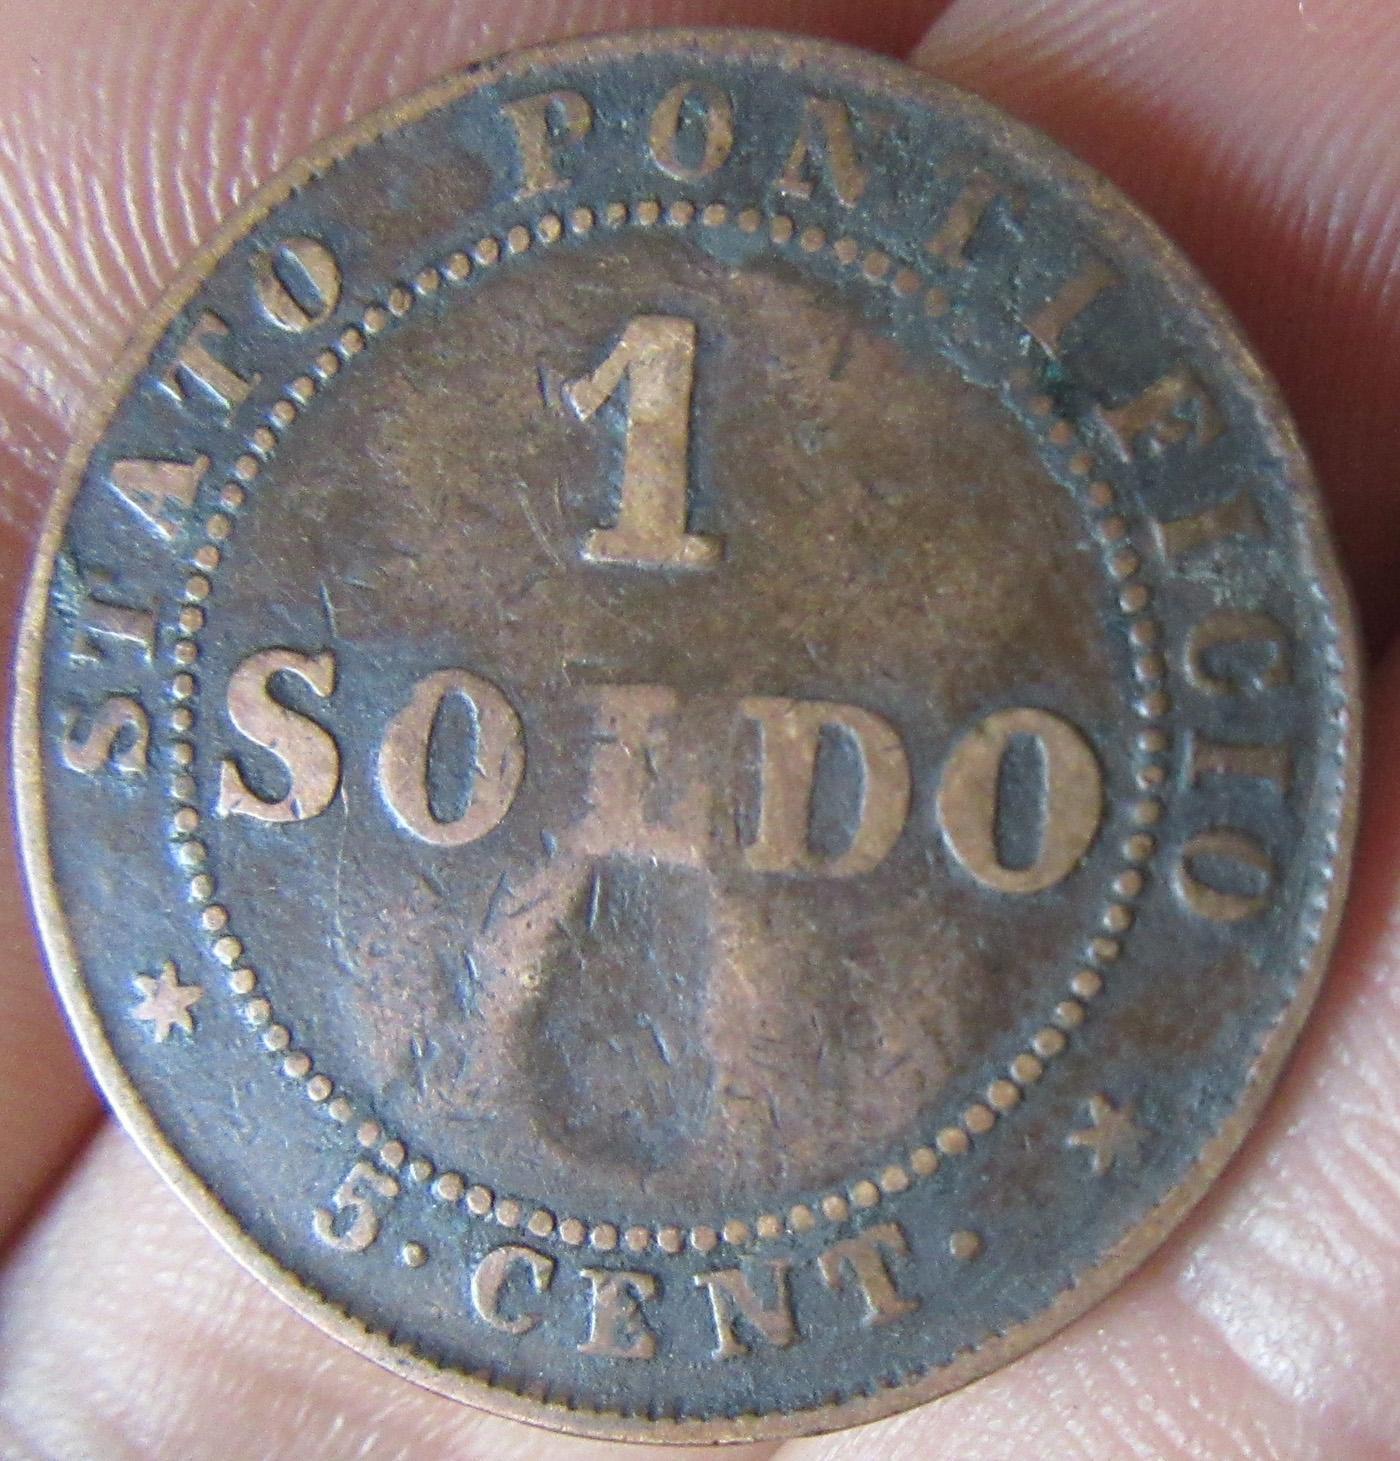 STATO PONTIFICIO
1
SOLDO
5 · CENT ·